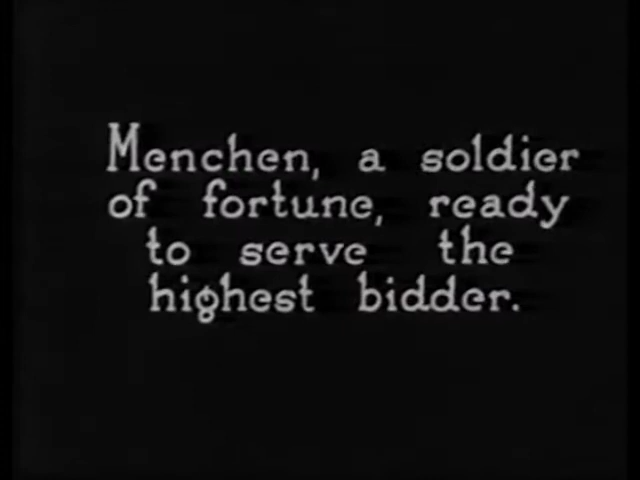 Menchen, a soldier
of fortune, ready
to serve the
highest bidder.